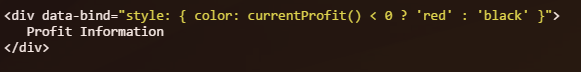 <div data-bind="style: { color: currentProfit() < 0 ? 'red' : 'black' }">
   Profit Information
</div>